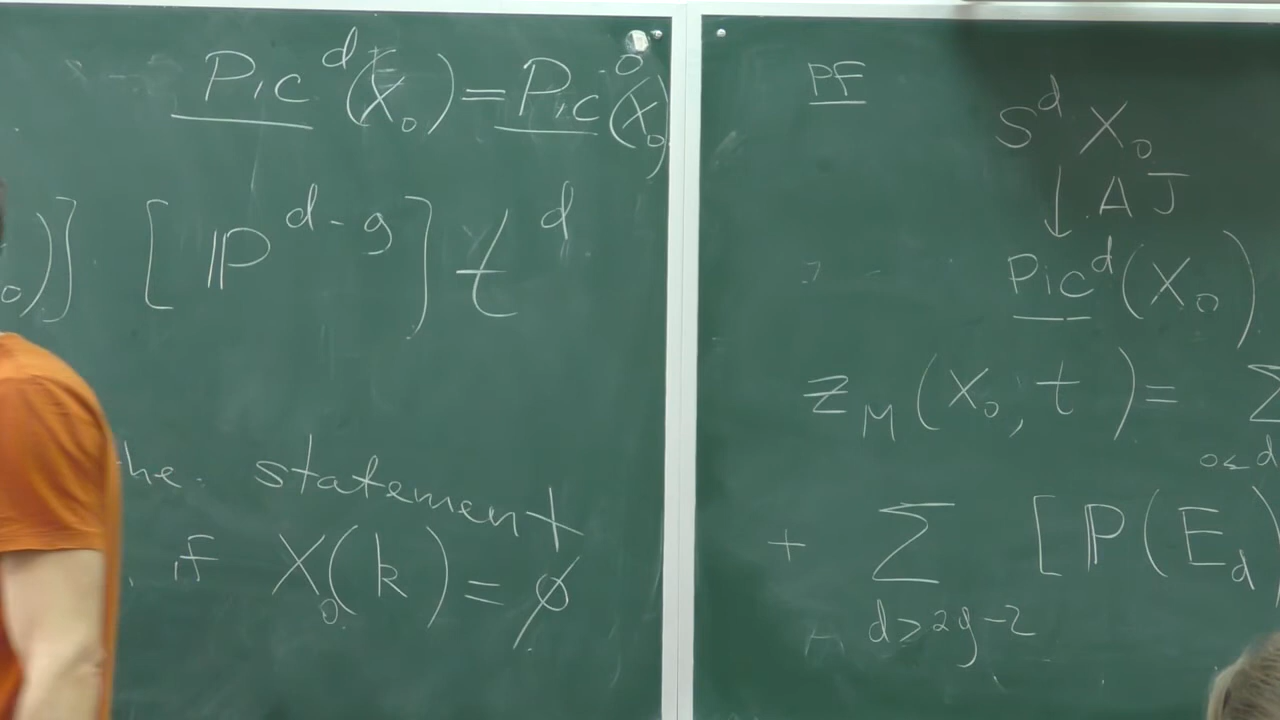 Pic^d(X_0) = Pic^0(X_0)
_0)] [ℙ^{d-g}] t^d
he statement
if X_0(k) = ∅
PF
S^d X_0
↓ AJ
Pic^d(X_0)
Z_M(X_0, t) = Σ
0≤d
+ Σ [ℙ(E_d)
d>2g-2